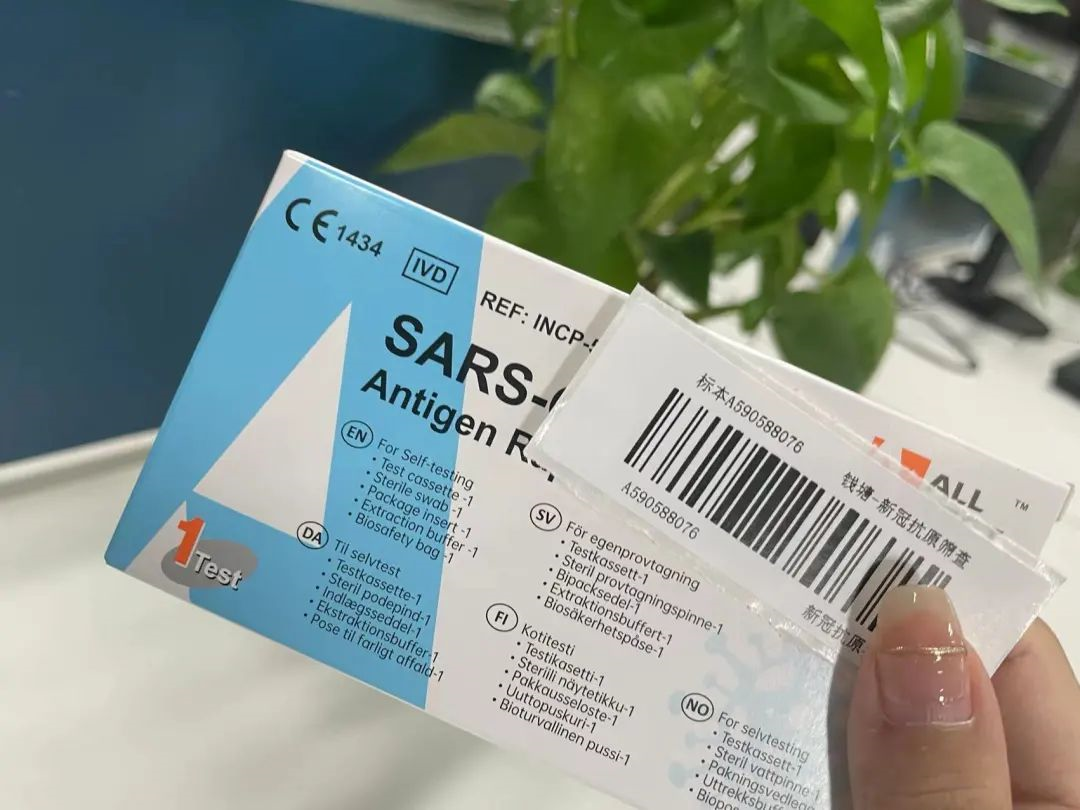 CE 1434
IVD
REF: INCP-
SARS-
Antigen
EN
For Self-testing
• Test cassette -1
• Sterile swab -1
• Package insert -1
• Extraction buffer -1
• Biosafety bag -1
DA
Til selvtest
• Testkassette-1
• Steril podepind-1
• Indlægsseddel-1
• Ekstraktionsbuffer-1
• Pose til farligt affald-1
1Test
SV
För egenprovtagning
• Testkassett-1
• Steril provtagningspinne-1
• Bipacksedel-1
• Extraktionsbuffert-1
• Biosäkerhetspåse-1
FI
Kotitesti
• Testikasetti-1
• Steriili näytetikku-1
• Pakkausseloste-1
• Uuttopuskuri-1
• Bioturvallinen pussi-1
NO
For selvtesting
• Testkassett-1
• Steril vattpinne
• Pakningsvedlegg
• Uttrekksbuff
• Biopos
标本A590588076
A590588076
钱塘-新冠抗原筛查
新冠抗原
ALL
TM